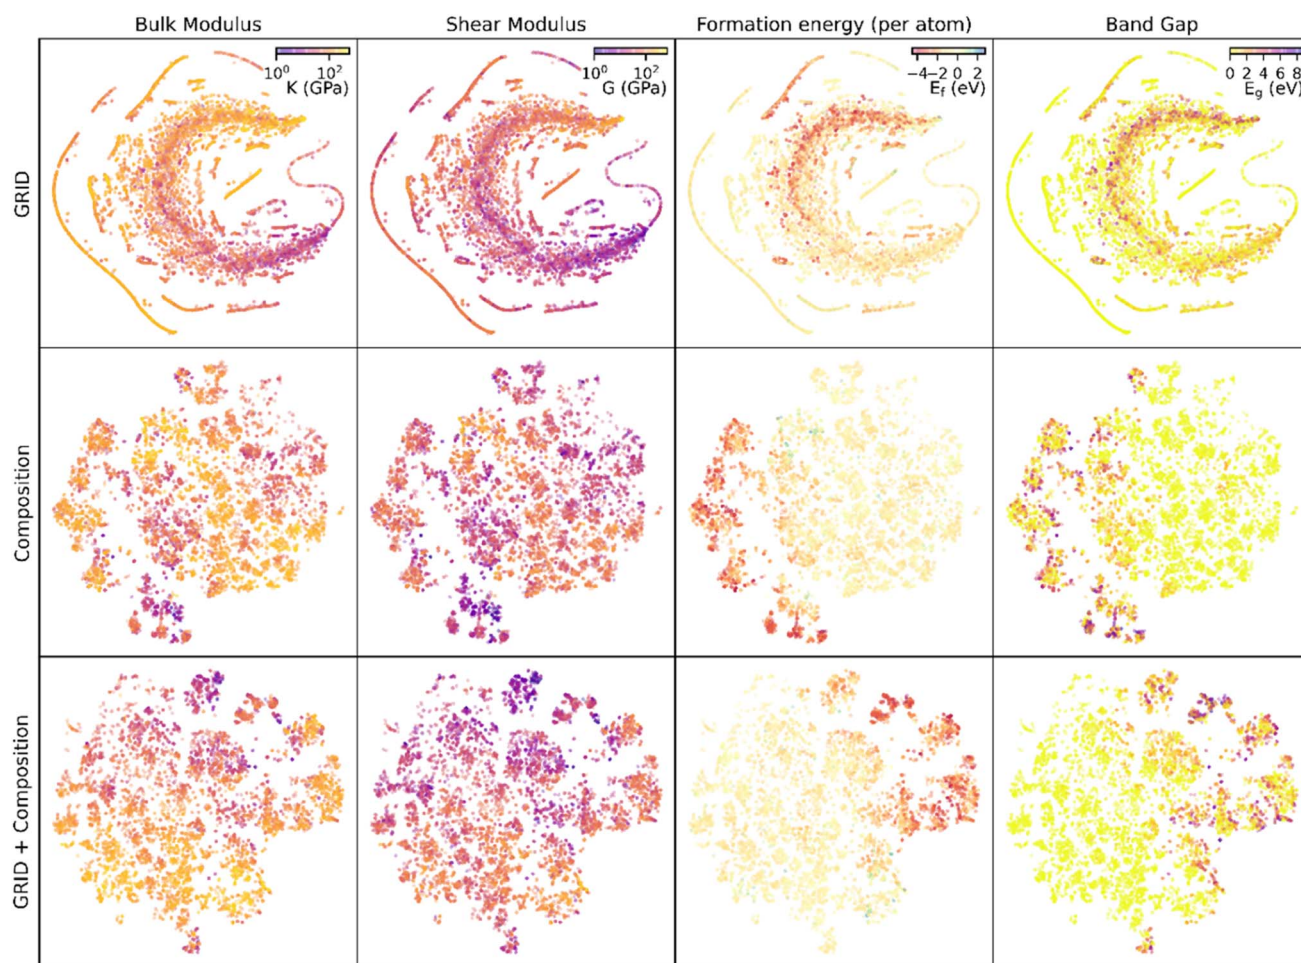 Bulk Modulus
Shear Modulus
Formation energy (per atom)
Band Gap
10⁰ 10²
K (GPa)
10⁰ 10²
G (GPa)
−4−2 0 2
E_f (eV)
0 2 4 6 8
E_g (eV)
GRID
Composition
GRID + Composition